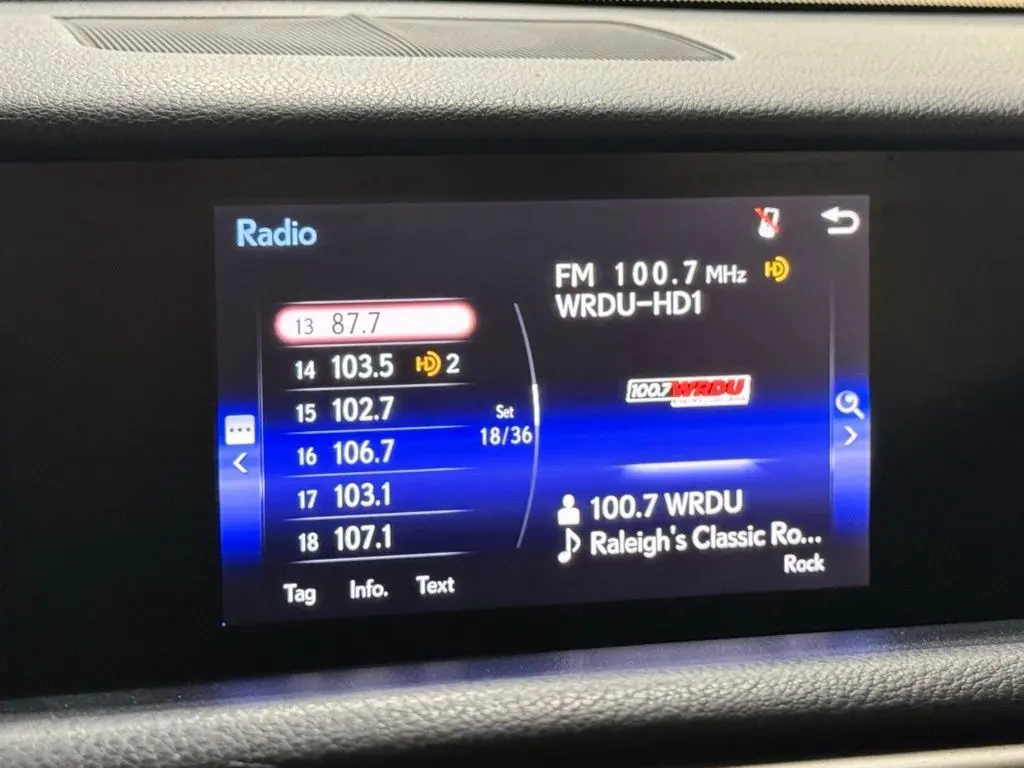 Radio
FM 100.7 MHz HD
WRDU-HD1
13 87.7
14 103.5 HD 2
15 102.7
16 106.7
17 103.1
18 107.1
Set
18/36
100.7 WRDU
100.7 WRDU
Raleigh's Classic Ro...
Rock
Tag Info. Text